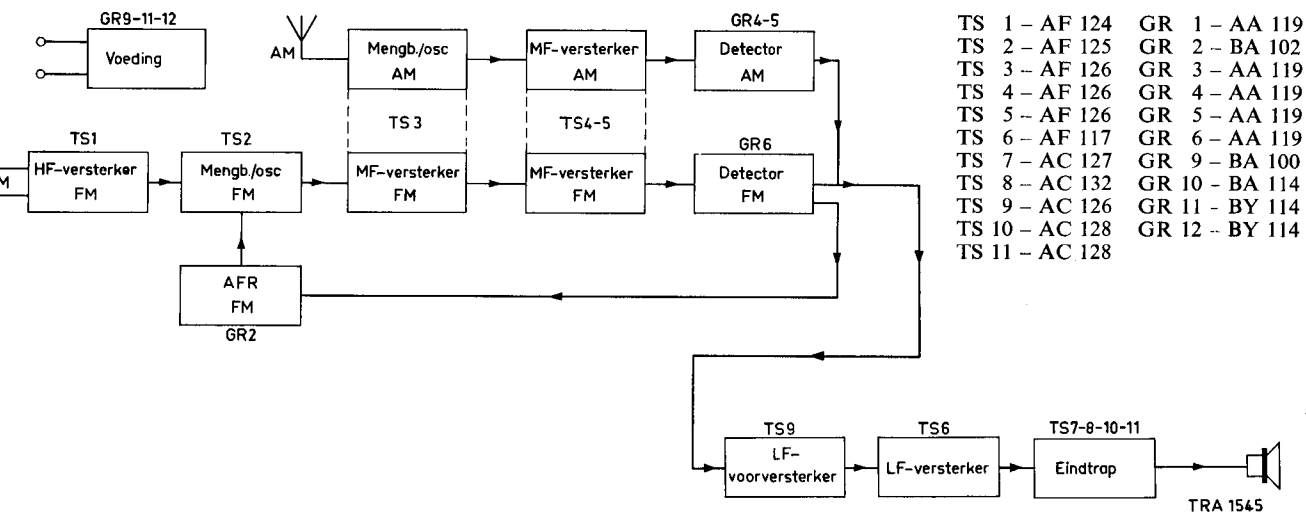 GR9-11-12
Voeding
AM
Mengb./osc
AM
MF-versterker
AM
GR4-5
Detector
AM
TS3
TS4-5
TS1
HF-versterker
FM
TS2
Mengb./osc
FM
MF-versterker
FM
MF-versterker
FM
GR6
Detector
FM
AFR
FM
GR2
TS9
LF-
voorversterker
TS6
LF-versterker
TS7-8-10-11
Eindtrap
TRA 1545
TS 1 – AF 124 GR 1 – AA 119
TS 2 – AF 125 GR 2 – BA 102
TS 3 – AF 126 GR 3 – AA 119
TS 4 – AF 126 GR 4 – AA 119
TS 5 – AF 126 GR 5 – AA 119
TS 6 – AF 117 GR 6 – AA 119
TS 7 – AC 127 GR 9 – BA 100
TS 8 – AC 132 GR 10 – BA 114
TS 9 – AC 126 GR 11 – BY 114
TS 10 – AC 128 GR 12 – BY 114
TS 11 – AC 128